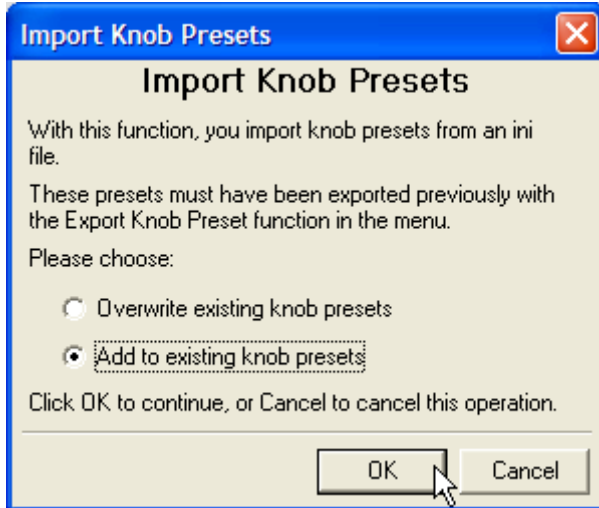 Import Knob Presets
Import Knob Presets
With this function, you import knob presets from an ini
file.
These presets must have been exported previously with
the Export Knob Preset function in the menu.
Please choose:
Overwrite existing knob presets
Add to existing knob presets
Click OK to continue, or Cancel to cancel this operation.
OK Cancel